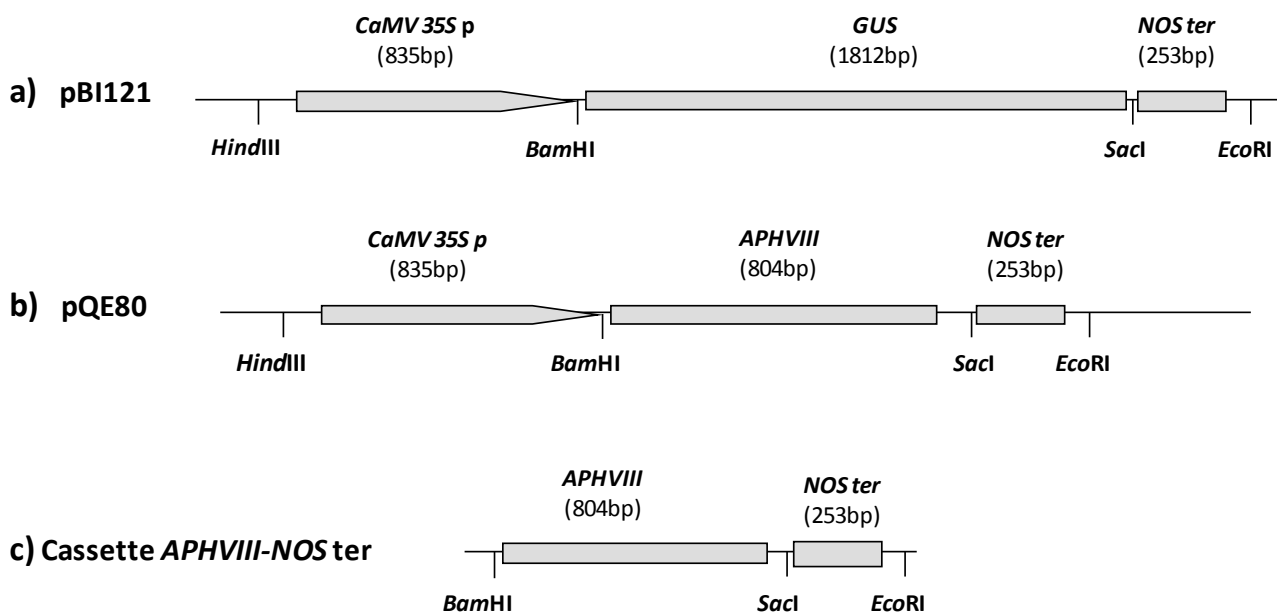 CaMV 35S p GUS NOS ter
(835bp) (1812bp) (253bp)
a) pBI121
HindIII BamHI SacI EcoRI
CaMV 35S p APHVIII NOS ter
(835bp) (804bp) (253bp)
b) pQE80
HindIII BamHI SacI EcoRI
APHVIII NOS ter
(804bp) (253bp)
c) Cassette APHVIII-NOS ter
BamHI SacI EcoRI